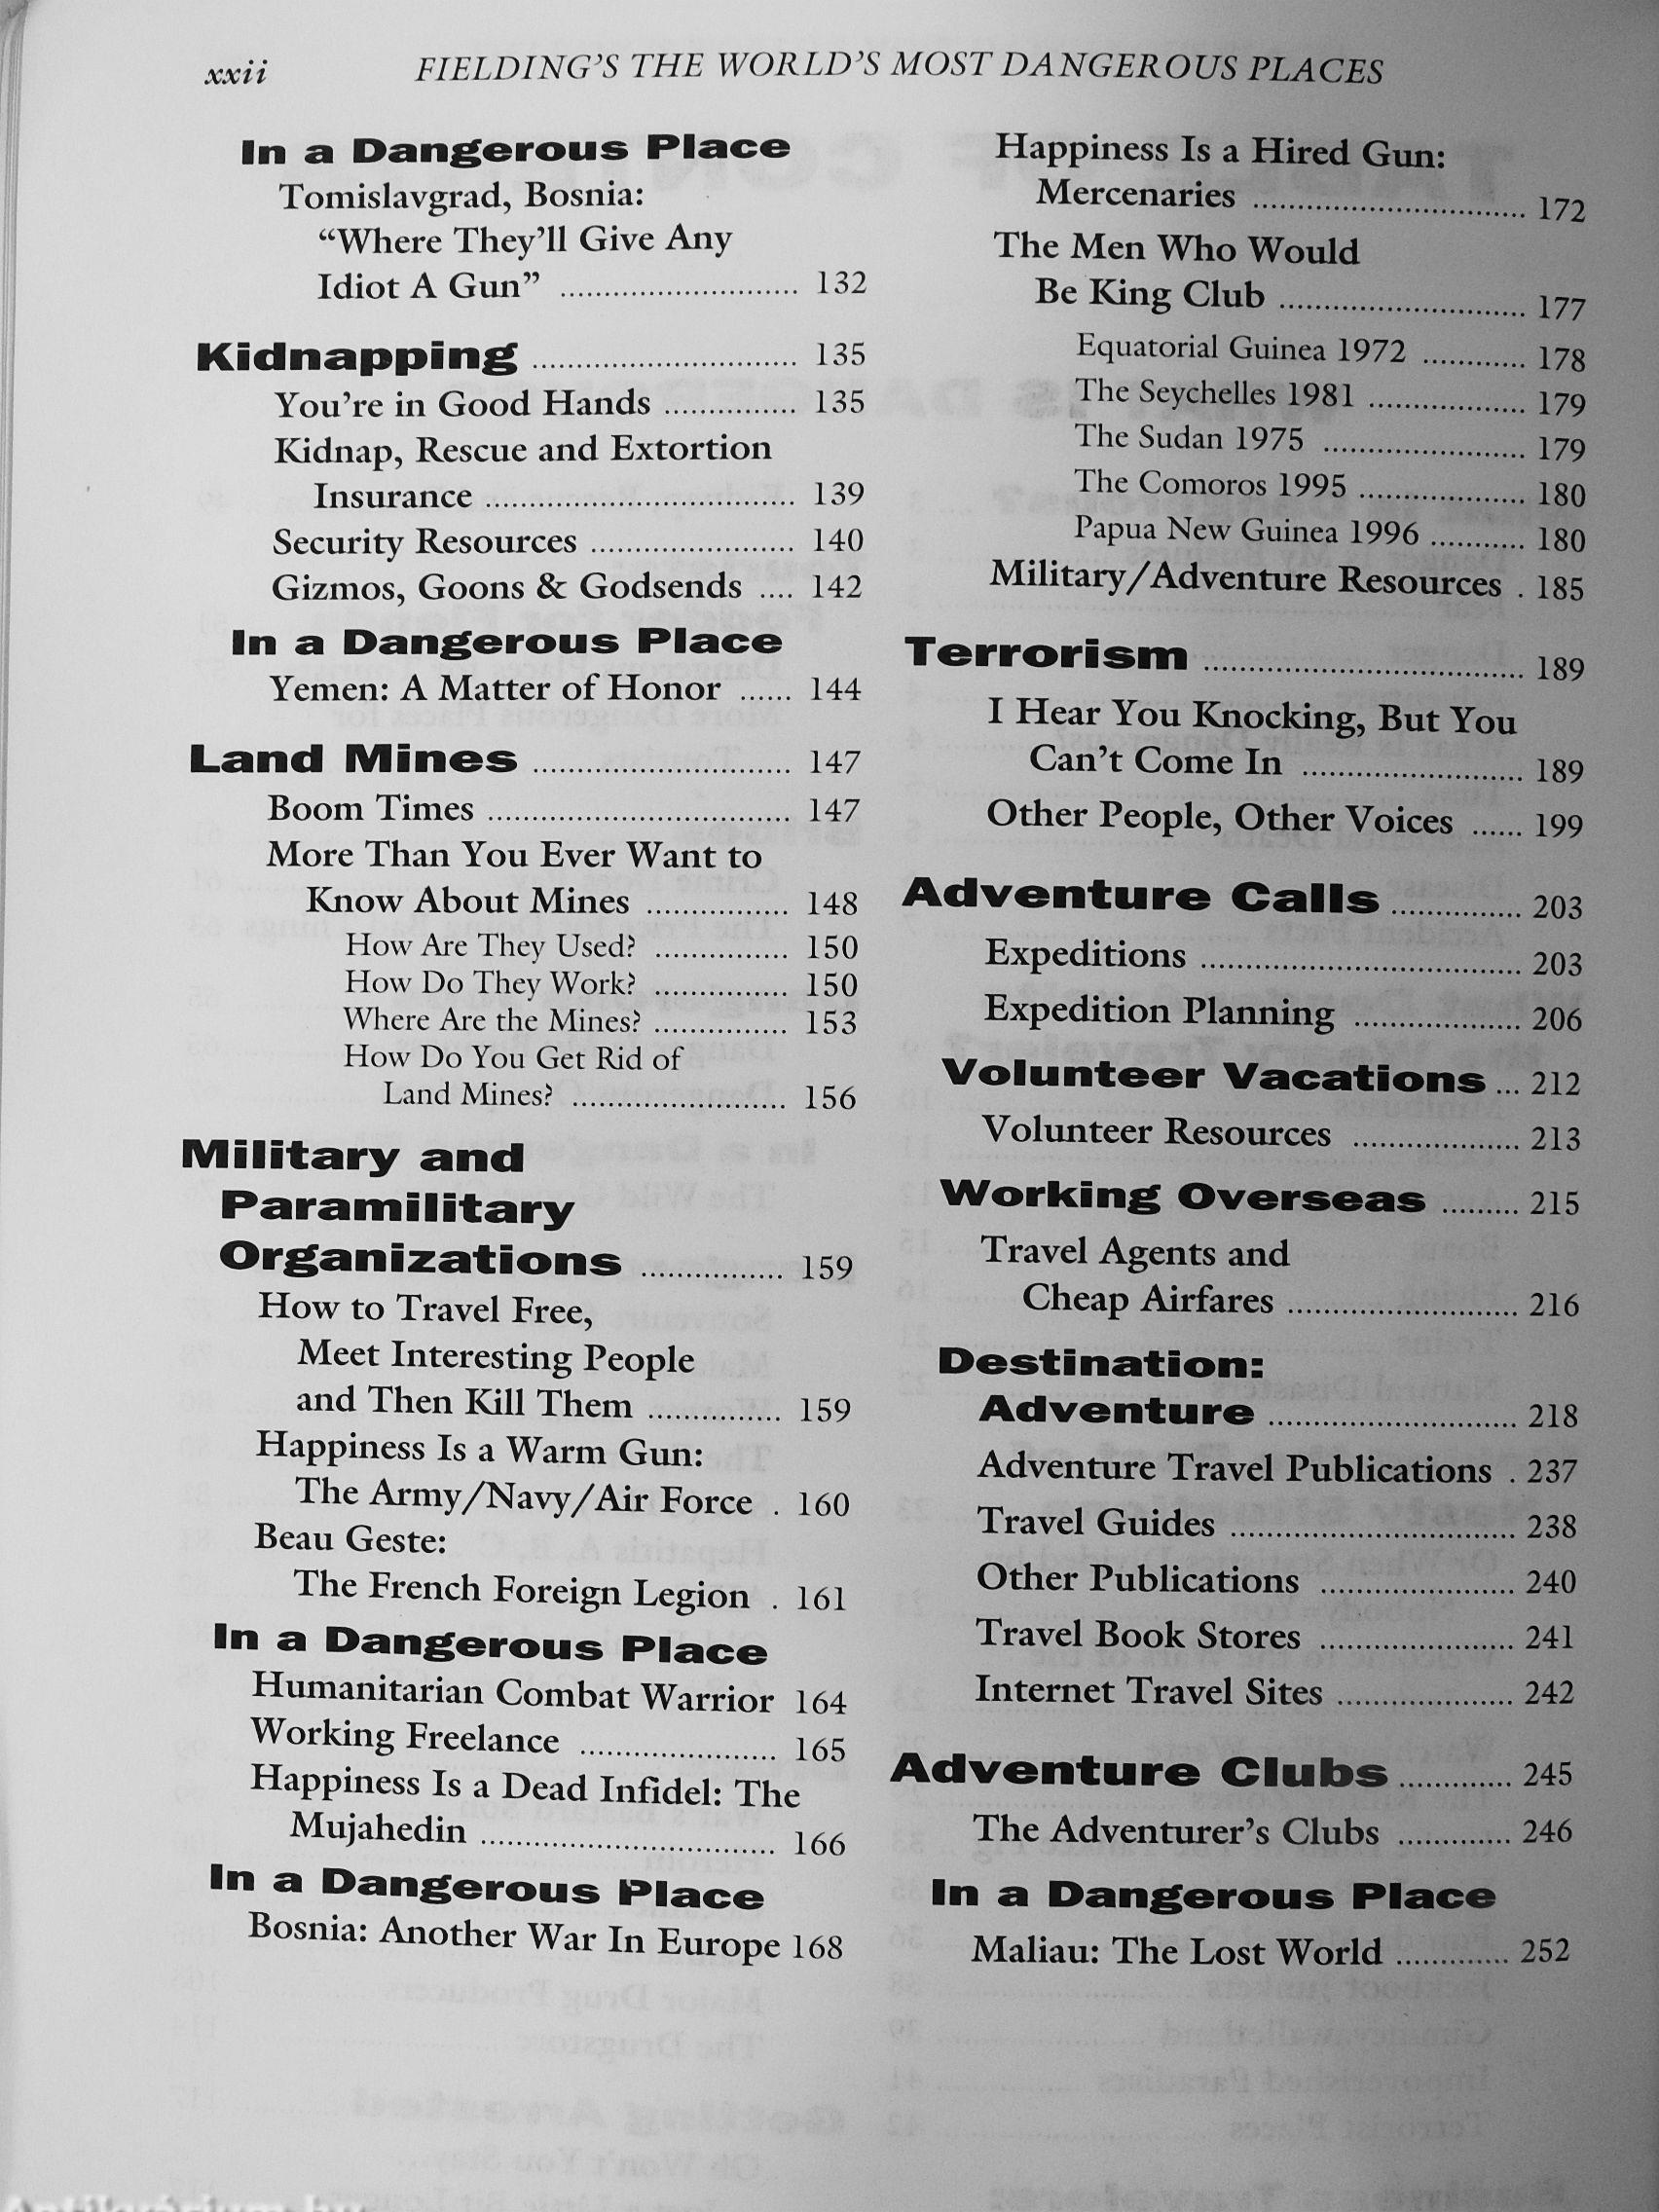 xxii FIELDING'S THE WORLD'S MOST DANGEROUS PLACES
In a Dangerous Place
Tomislavgrad, Bosnia:
“Where They'll Give Any
Idiot A Gun” ........................... 132
Kidnapping .............................. 135
You're in Good Hands ............... 135
Kidnap, Rescue and Extortion
Insurance ................................... 139
Security Resources ....................... 140
Gizmos, Goons & Godsends .... 142
In a Dangerous Place
Yemen: A Matter of Honor ...... 144
Land Mines ............................. 147
Boom Times .................................. 147
More Than You Ever Want to
Know About Mines ................ 148
How Are They Used? ............... 150
How Do They Work? ............... 150
Where Are the Mines? ............... 153
How Do You Get Rid of
Land Mines? ........................ 156
Military and
Paramilitary
Organizations ................ 159
How to Travel Free,
Meet Interesting People
and Then Kill Them ............... 159
Happiness Is a Warm Gun:
The Army/Navy/Air Force . 160
Beau Geste:
The French Foreign Legion . 161
In a Dangerous Place
Humanitarian Combat Warrior 164
Working Freelance ...................... 165
Happiness Is a Dead Infidel: The
Mujahedin ................................. 166
In a Dangerous Place
Bosnia: Another War In Europe 168
Happiness Is a Hired Gun:
Mercenaries ............................... 172
The Men Who Would
Be King Club ............................ 177
Equatorial Guinea 1972 ............ 178
The Seychelles 1981 .................. 179
The Sudan 1975 ....................... 179
The Comoros 1995 ................... 180
Papua New Guinea 1996 ........... 180
Military/Adventure Resources . 185
Terrorism .................................... 189
I Hear You Knocking, But You
Can't Come In ......................... 189
Other People, Other Voices ...... 199
Adventure Calls ............... 203
Expeditions .................................... 203
Expedition Planning ................... 206
Volunteer Vacations ... 212
Volunteer Resources ................... 213
Working Overseas ......... 215
Travel Agents and
Cheap Airfares .......................... 216
Destination:
Adventure ............................ 218
Adventure Travel Publications . 237
Travel Guides ................................ 238
Other Publications ...................... 240
Travel Book Stores ...................... 241
Internet Travel Sites .................... 242
Adventure Clubs ............. 245
The Adventurer's Clubs ............. 246
In a Dangerous Place
Maliau: The Lost World ............. 252